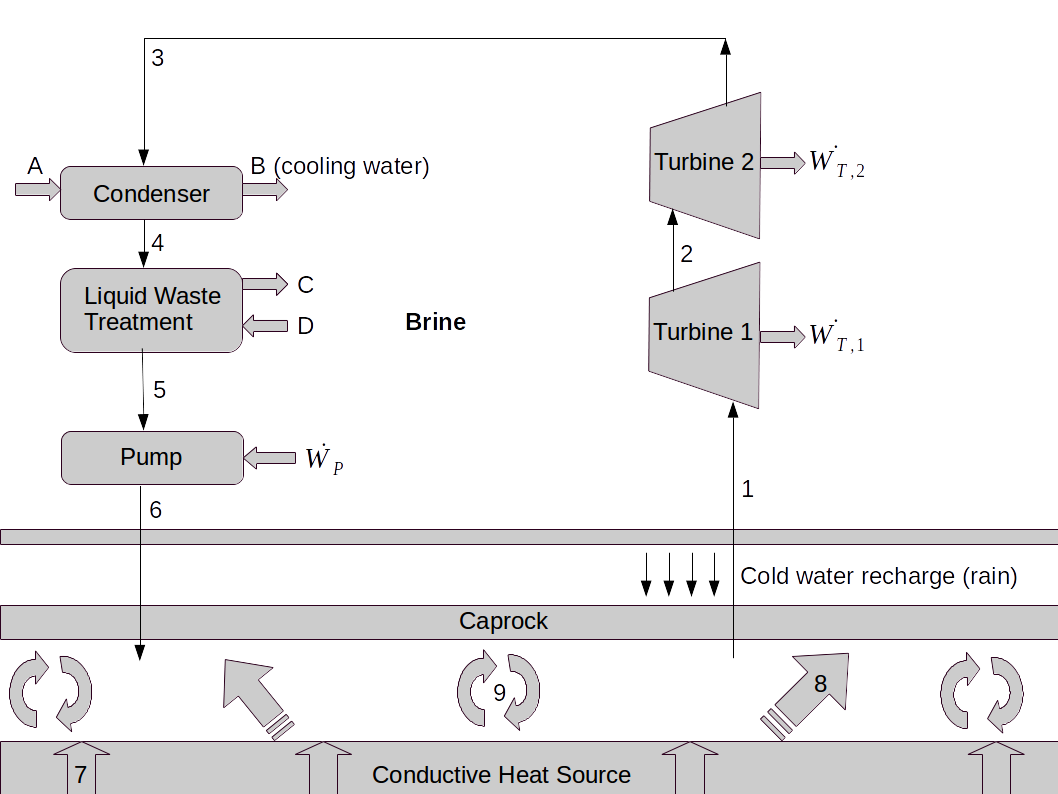 3
A
B (cooling water)
Condenser
Turbine 2
Ẇ T,2
4
2
Liquid Waste
Treatment
C
D
Brine
Turbine 1
Ẇ T,1
5
Pump
Ẇ P
6
1
Cold water recharge (rain)
Caprock
9
8
7
Conductive Heat Source